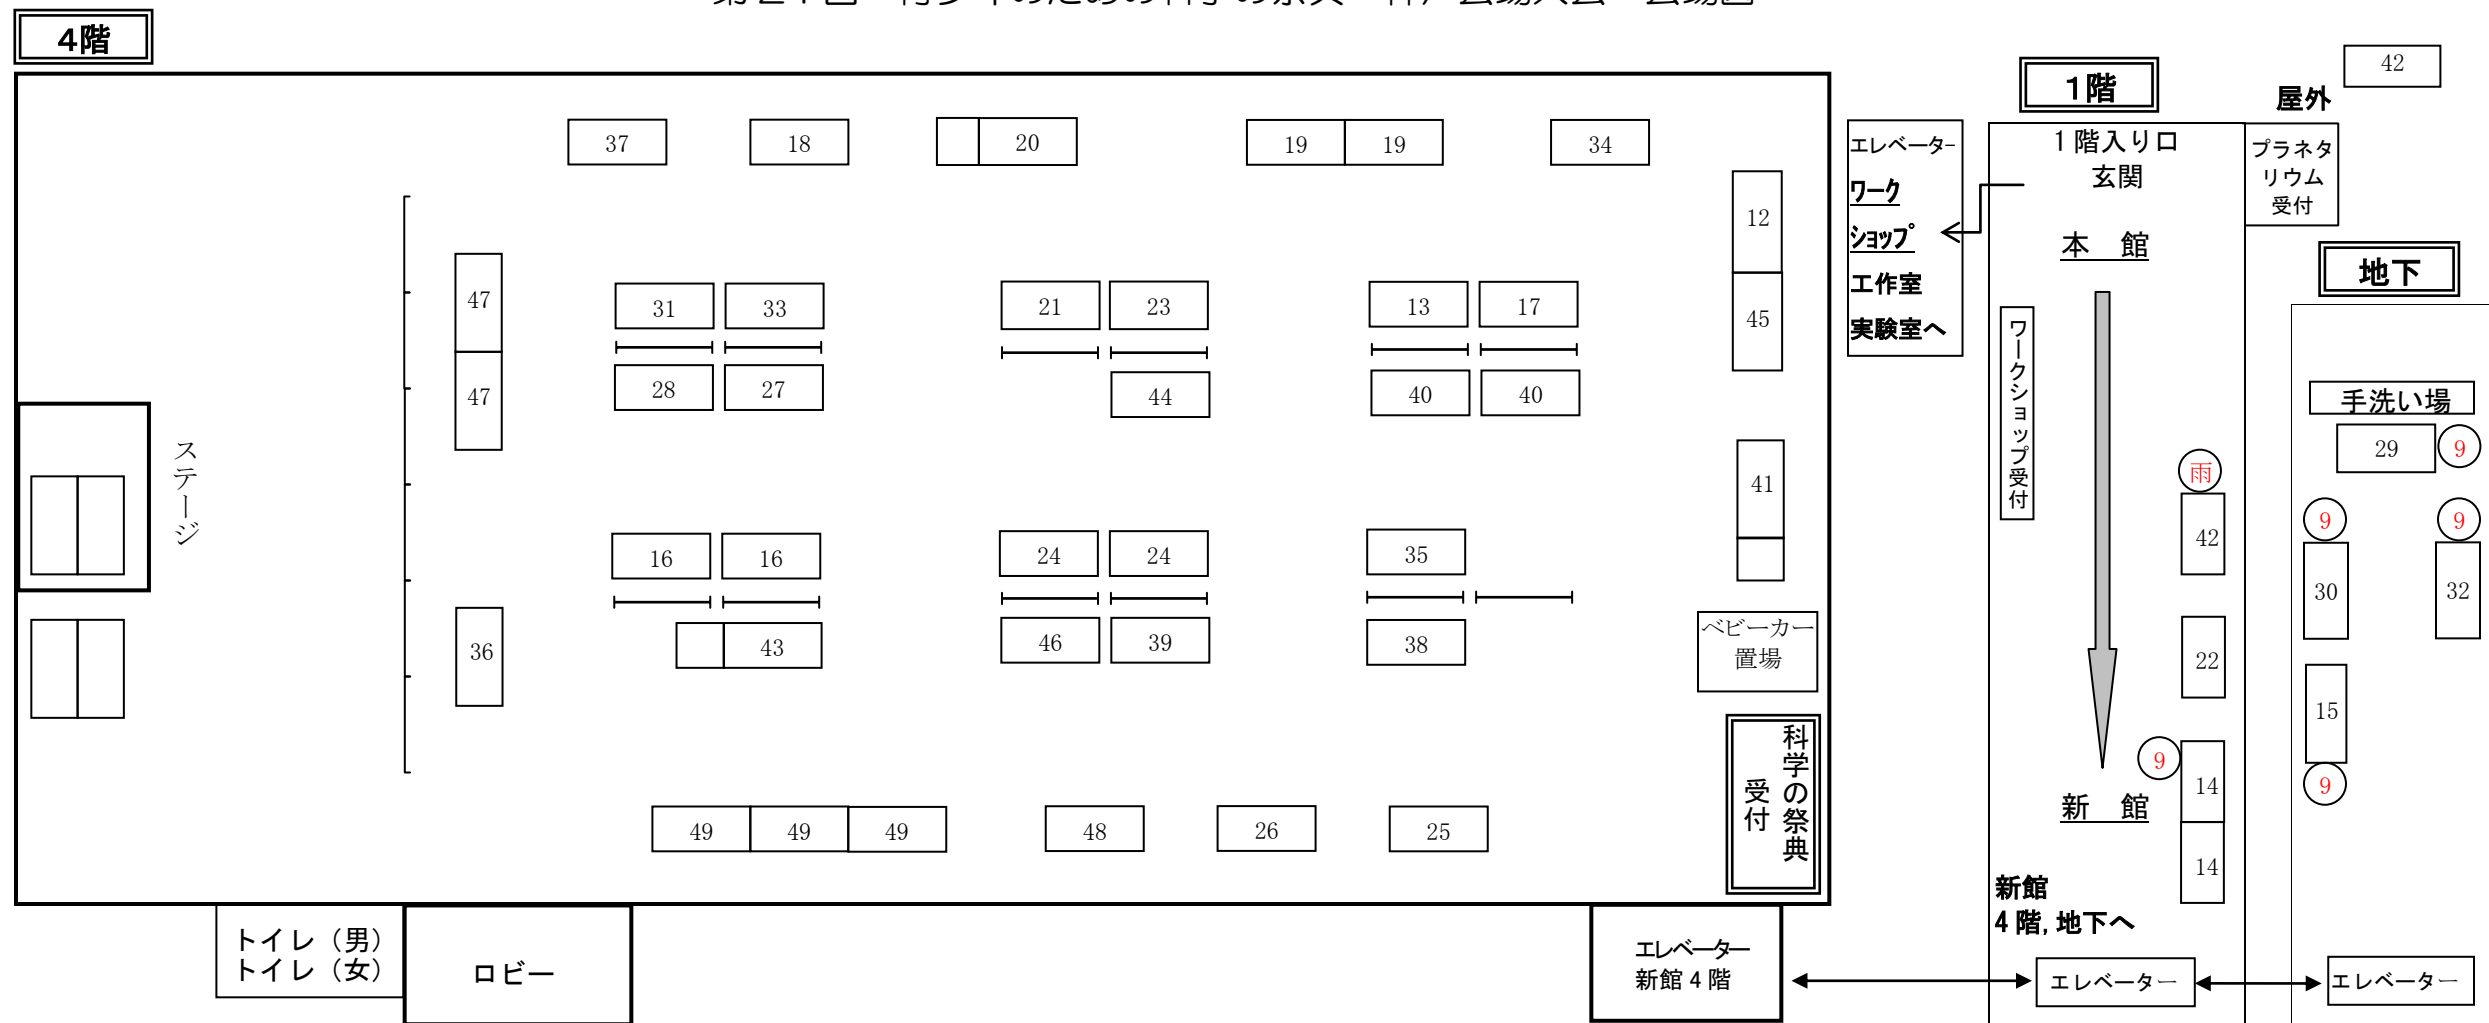 4階
37
18
20
19
19
34
12
45
47
47
31
33
21
23
13
17
28
27
44
40
40
ステージ
41
16
16
24
24
35
36
43
46
39
38
ベビーカー
置場
科学の祭典
受付
49
49
49
48
26
25
トイレ（男）
トイレ（女）
ロビー
エレベーター
新館4階
エレベーター
ワーク
ショップ
工作室
実験室へ
1階
1階入り口
玄関
本　館
ワークショップ受付
雨
42
22
9
14
14
新　館
新館
4階,地下へ
エレベーター
42
屋外
プラネタ
リウム
受付
地下
手洗い場
29
9
9
9
30
32
15
9
エレベーター